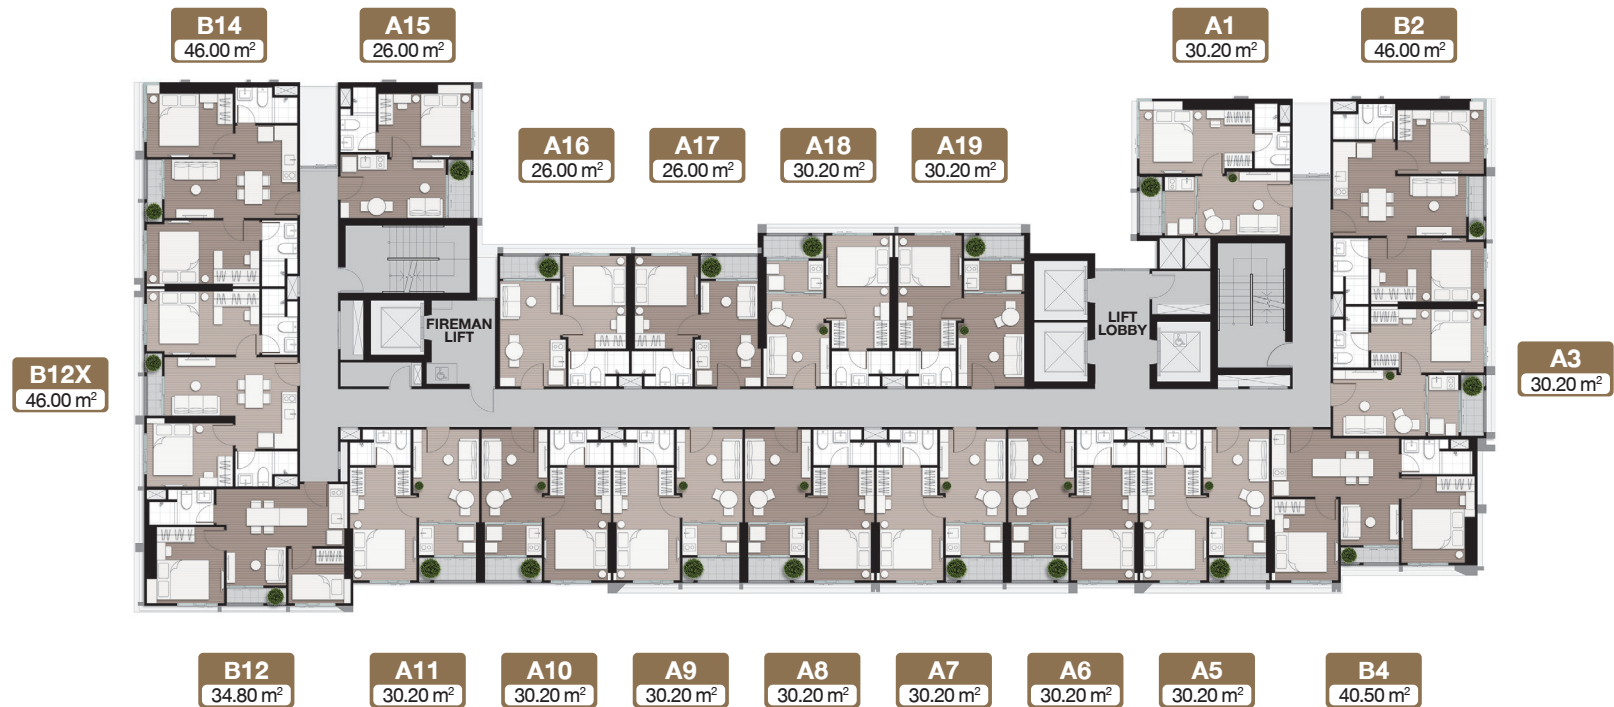 B14
46.00 m²
A15
26.00 m²
A1
30.20 m²
B2
46.00 m²
A16
26.00 m²
A17
26.00 m²
A18
30.20 m²
A19
30.20 m²
FIREMAN
LIFT
LIFT
LOBBY
B12X
46.00 m²
A3
30.20 m²
B12
34.80 m²
A11
30.20 m²
A10
30.20 m²
A9
30.20 m²
A8
30.20 m²
A7
30.20 m²
A6
30.20 m²
A5
30.20 m²
B4
40.50 m²